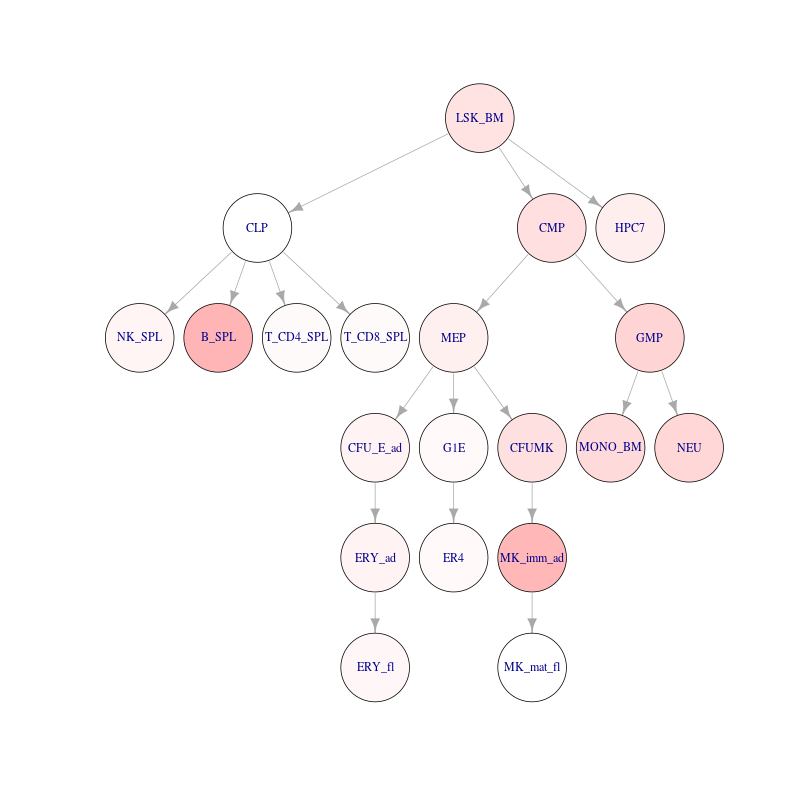 LSK_BM
CLP
CMP
HPC7
NK_SPL
B_SPL
T_CD4_SPL
T_CD8_SPL
MEP
GMP
CFU_E_ad
G1E
CFUMK
MONO_BM
NEU
ERY_ad
ER4
MK_imm_ad
ERY_fl
MK_mat_fl